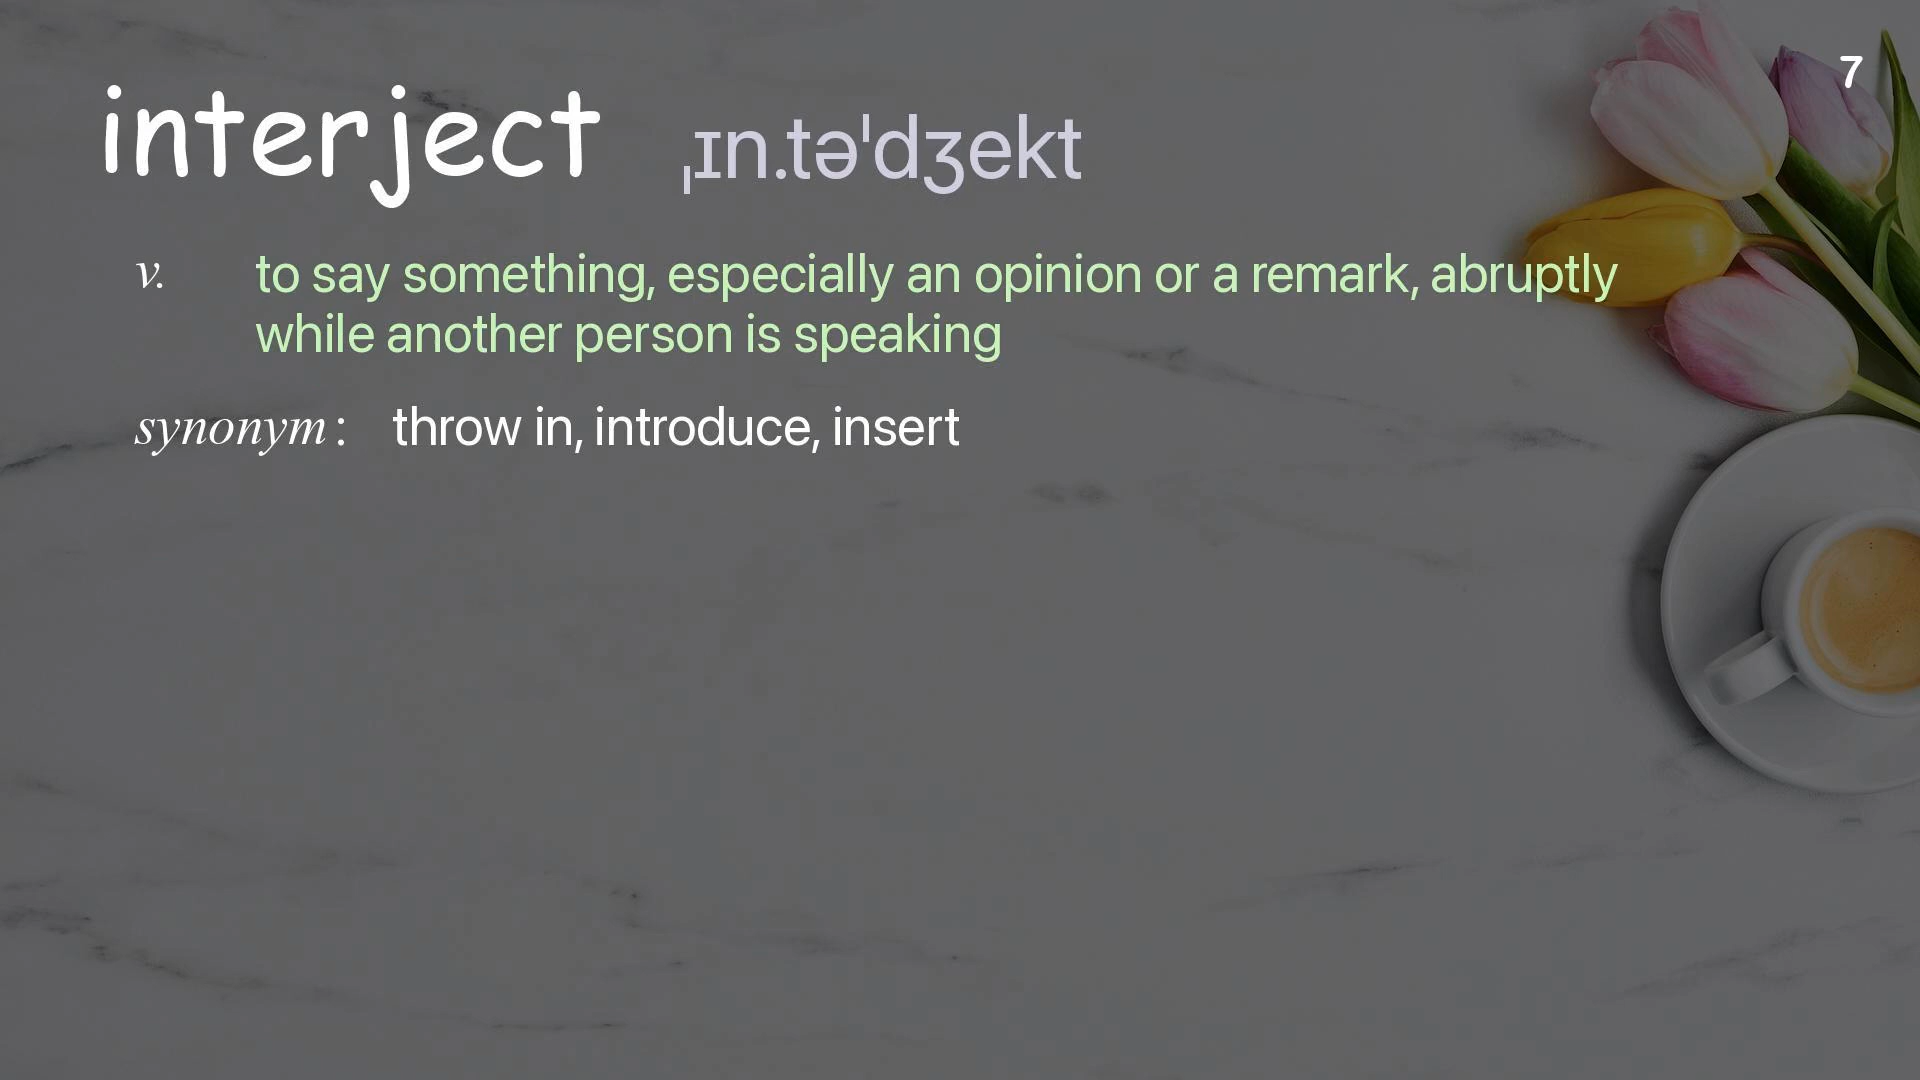 7
interject ˌɪn.təˈdʒekt
v. to say something, especially an opinion or a remark, abruptly
while another person is speaking
synonym: throw in, introduce, insert